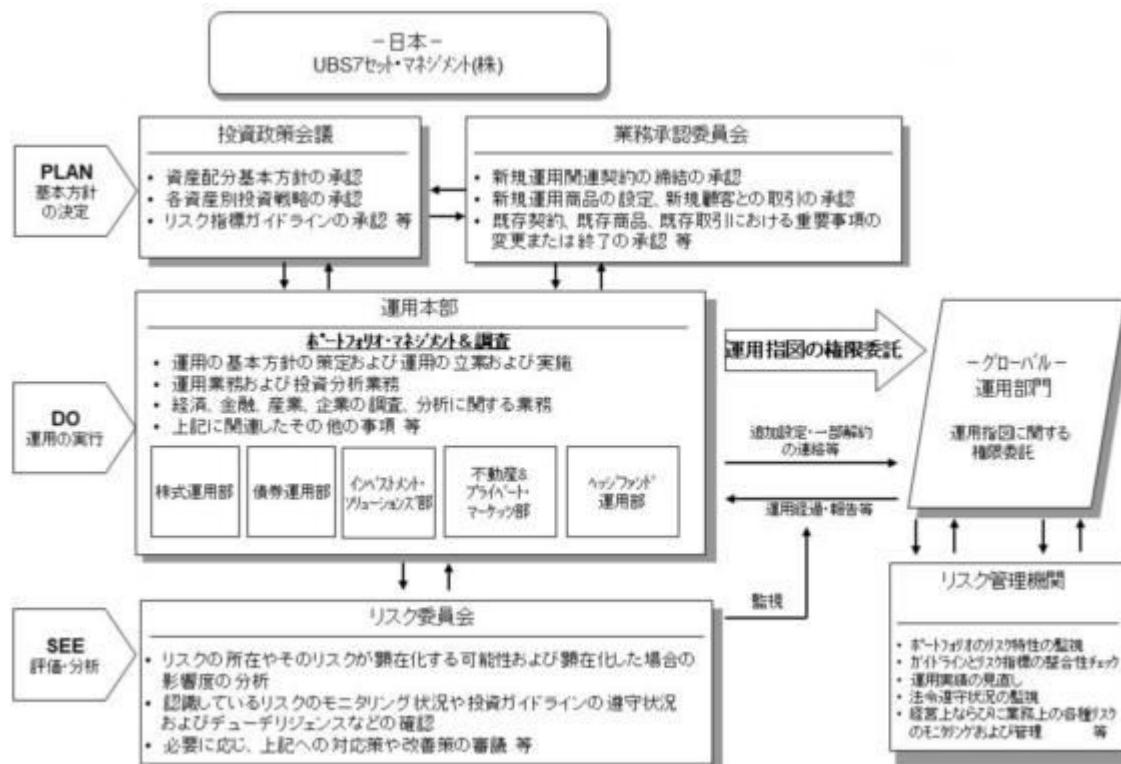 －日本－
UBSアセット・マネジメント(株)
投資政策会議
• 資産配分基本方針の承認
• 各資産別投資戦略の承認
• リスク指標ガイドラインの承認 等
業務承認委員会
• 新規運用関連契約の締結の承認
• 新規運用商品の設定、新規顧客との取引の承認
• 既存契約、既存商品、既存取引における重要事項の
変更または終了の承認 等
PLAN
基本方針
の決定
運用本部
ポートフォリオ・マネジメント＆調査
• 運用の基本方針の策定および運用の立案および実施
• 運用業務および投資分析業務
• 経済、金融、産業、企業の調査、分析に関する業務
• 上記に関連したその他の事項 等
DO
運用の実行
株式運用部
債券運用部
インベストメント・
ソリューションズ部
不動産＆
プライベート・
マーケッツ部
ヘッジファンド
運用部
運用指図の権限委託
追加設定・一部解約
の連絡等
運用経過・報告等
－グローバル－
運用部門
運用指図に関する
権限委託
監視
SEE
評価・分析
リスク委員会
• リスクの所在やそのリスクが顕在化する可能性および顕在化した場合の
影響度の分析
• 認識しているリスクのモニタリング状況や投資ガイドラインの遵守状況
およびデューデリジェンスなどの確認
• 必要に応じ、上記への対応策や改善策の審議 等
リスク管理機関
• ポートフォリオのリスク特性の監視
• ガイドラインとリスク指標の整合性チェック
• 運用実績の見直し
• 法令遵守状況の監視
• 経営上ならびに業務上の各種リスク
のモニタリングおよび管理 等